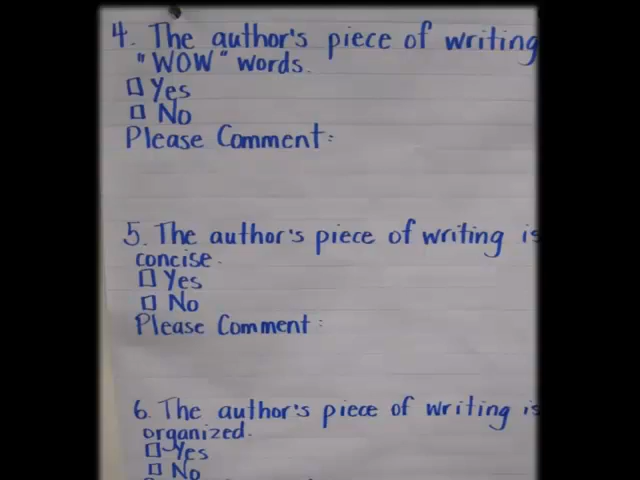 4. The author's piece of writing
"WOW" words.
Yes
No
Please Comment:
5. The author's piece of writing is
concise.
Yes
No
Please Comment:
6. The author's piece of writing is
organized.
Yes
No